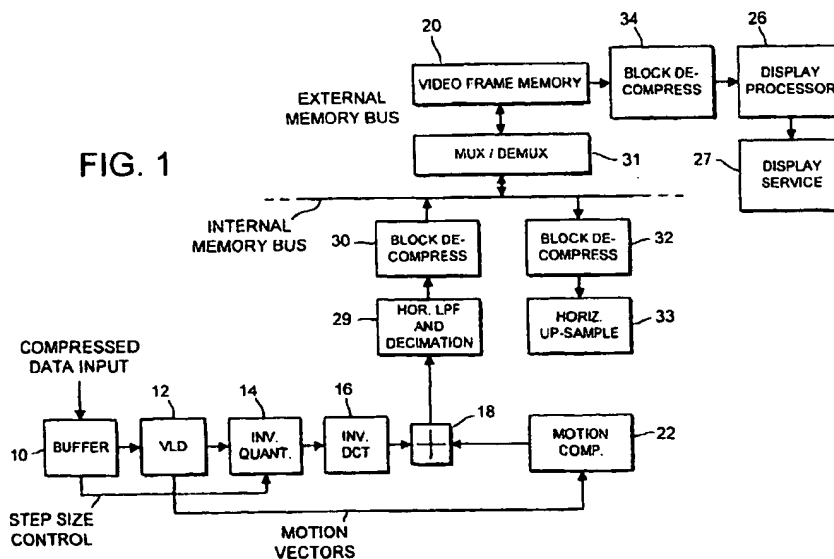 34
26
20
VIDEO FRAME MEMORY
BLOCK DE-
COMPRESS
DISPLAY
PROCESSOR
EXTERNAL
MEMORY BUS
FIG. 1
MUX / DEMUX
31
27
DISPLAY
SERVICE
INTERNAL
MEMORY BUS
30
BLOCK DE-
COMPRESS
BLOCK DE-
COMPRESS
32
29
HOR. LPF
AND
DECIMATION
HORIZ.
UP-SAMPLE
33
COMPRESSED
DATA INPUT
12
14
16
18
10
BUFFER
VLD
INV.
QUANT.
INV.
DCT
MOTION
COMP.
22
STEP SIZE
CONTROL
MOTION
VECTORS